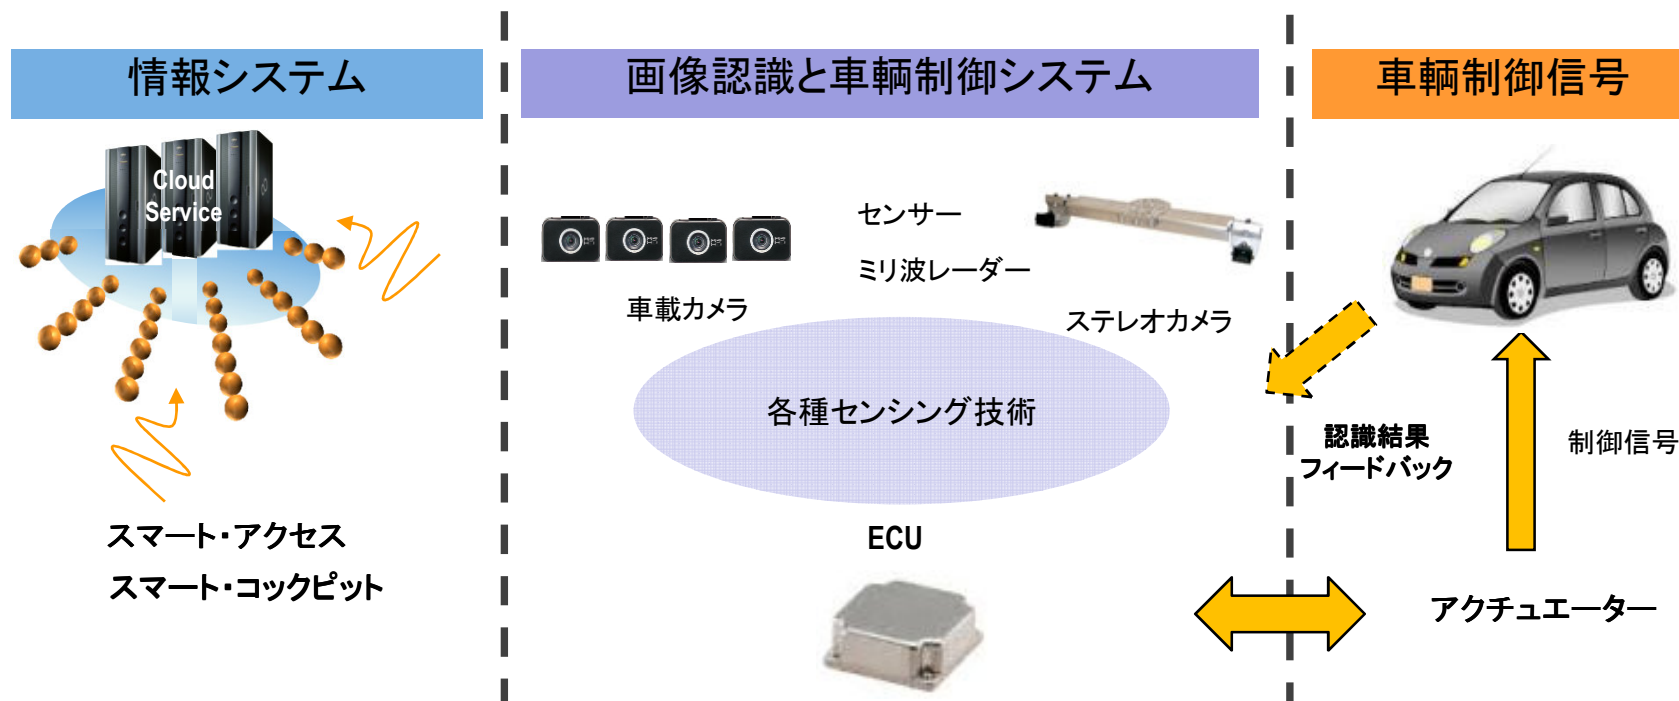 情報システム
画像認識と車輌制御システム
車輌制御信号
Cloud
Service
センサー
ミリ波レーダー
車載カメラ
ステレオカメラ
各種センシング技術
認識結果
フィードバック
制御信号
スマート・アクセス
スマート・コックピット
ECU
アクチュエーター